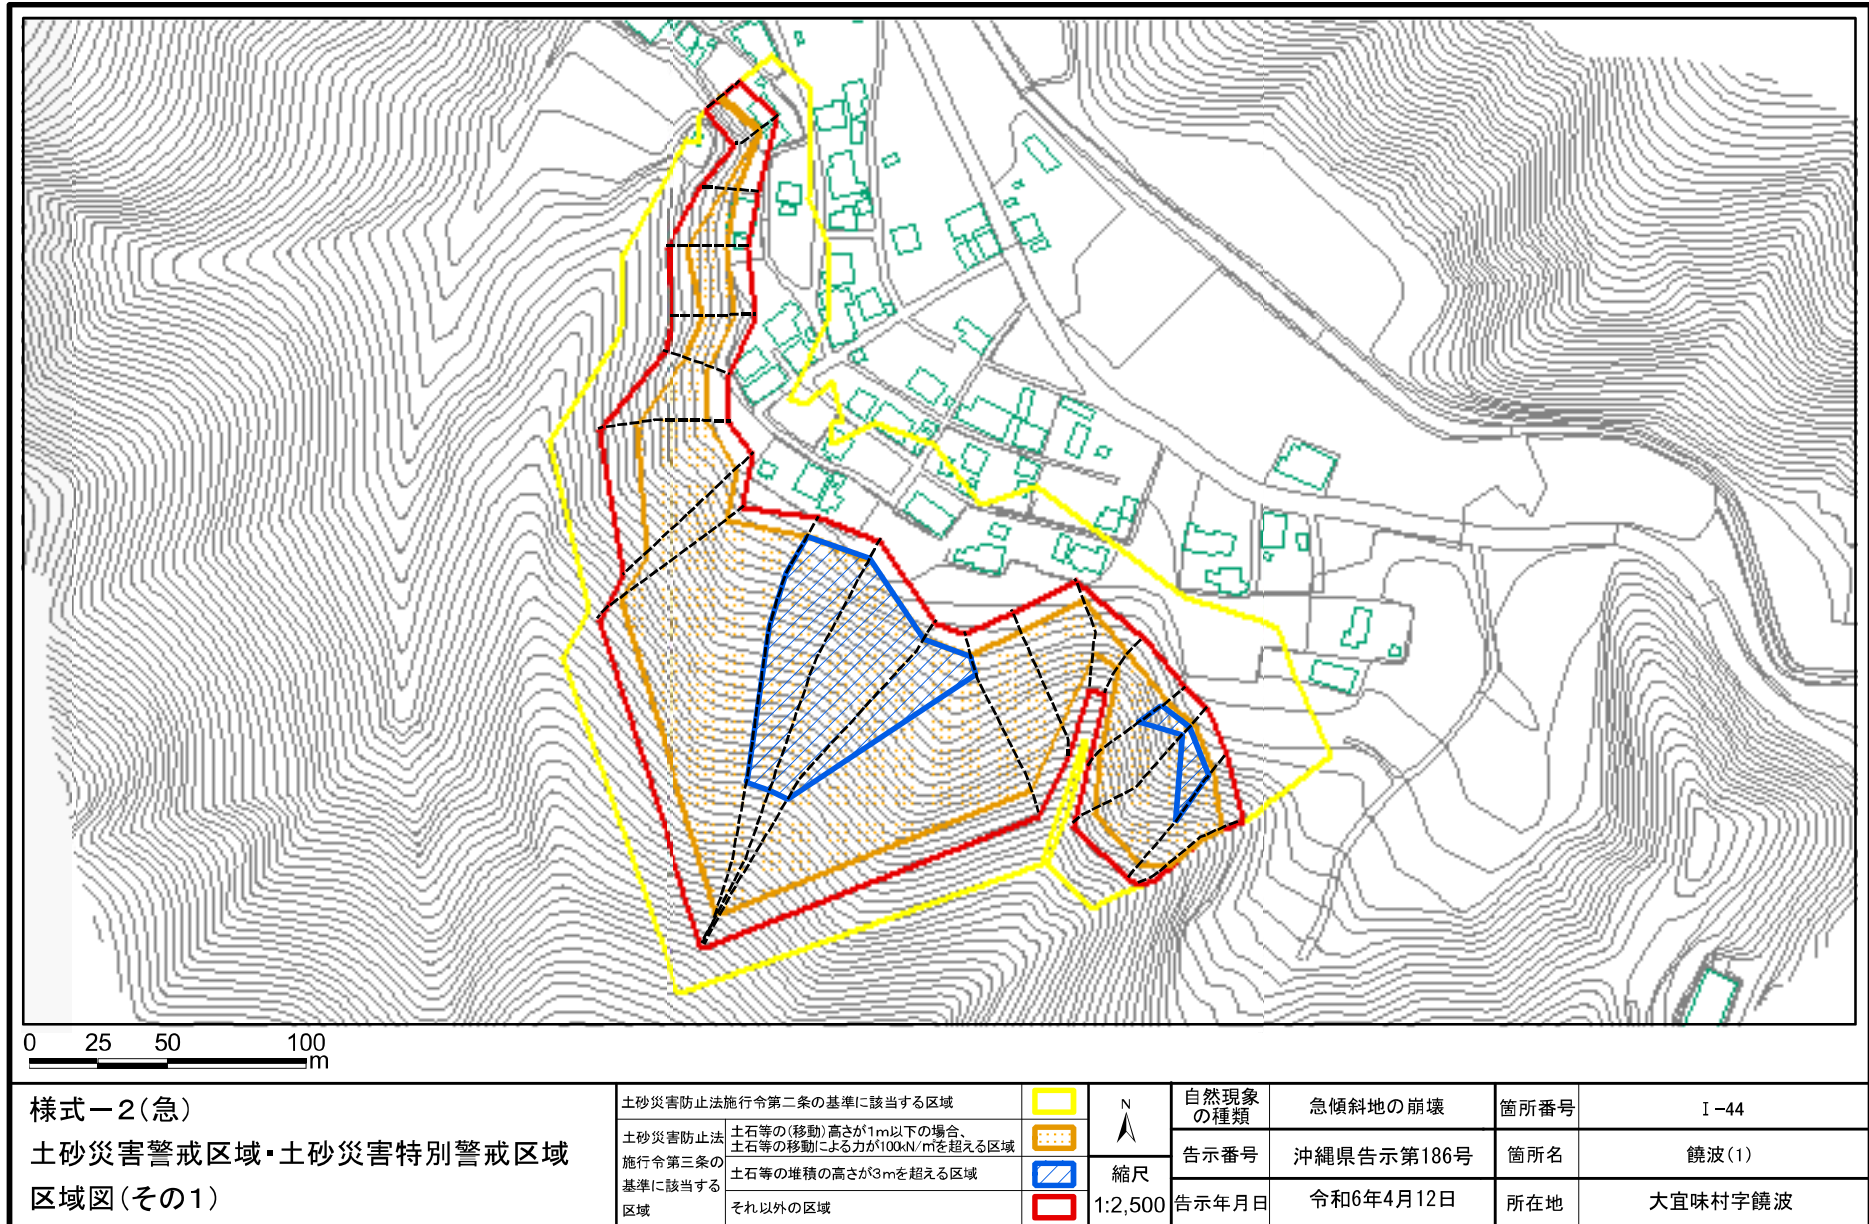 0 25 50 100
m
様式－2(急)
土砂災害警戒区域・土砂災害特別警戒区域
区域図(その1)
土砂災害防止法施行令第二条の基準に該当する区域
土砂災害防止法
施行令第三条の
基準に該当する
区域
土石等の(移動)高さが1m以下の場合、
土石等の移動による力が100kN/㎡を超える区域
土石等の堆積の高さが3mを超える区域
それ以外の区域
N
縮尺
1:2,500
自然現象
の種類
急傾斜地の崩壊
箇所番号
Ⅰ-44
告示番号
沖縄県告示第186号
箇所名
饒波(1)
告示年月日
令和6年4月12日
所在地
大宜味村字饒波